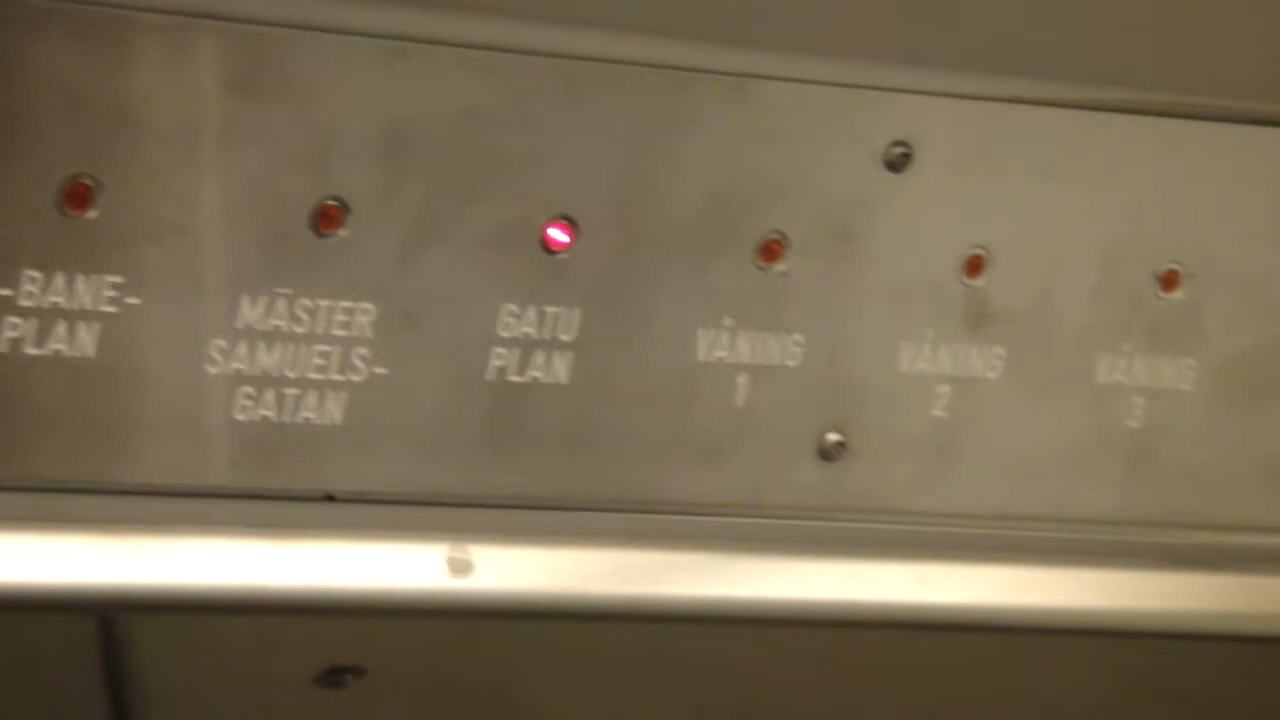 -BANE-
PLAN
MÄSTER
SAMUELS-
GATAN
GATU
PLAN
VÅNING
1
VÅNING
2
VÅNING
3